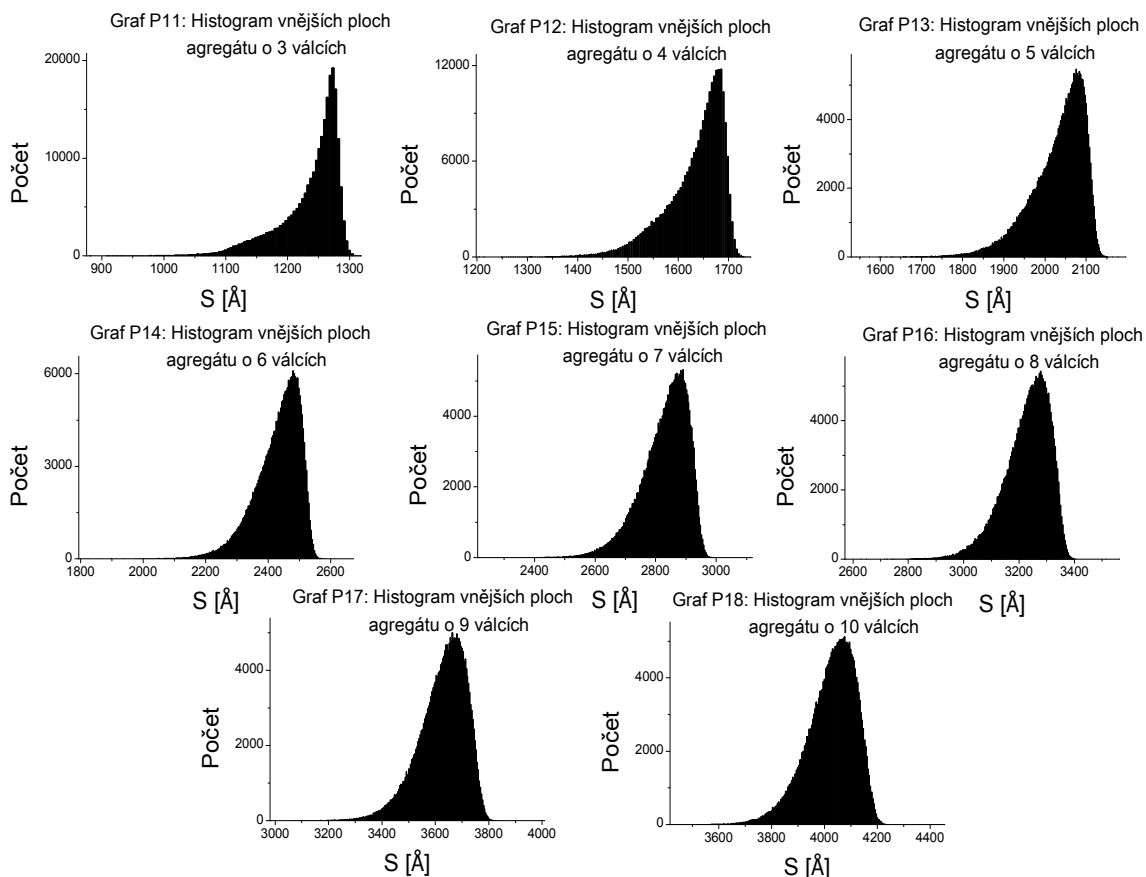 Graf P11: Histogram vnějších ploch
agregátu o 3 válcích
20000
10000
0
Počet
900 1000 1100 1200 1300
S [Å]
Graf P12: Histogram vnějších ploch
agregátu o 4 válcích
12000
6000
0
Počet
1200 1300 1400 1500 1600 1700
S [Å]
Graf P13: Histogram vnějších ploch
agregátu o 5 válcích
4000
2000
0
Počet
1600 1700 1800 1900 2000 2100
S [Å]
Graf P14: Histogram vnějších ploch
agregátu o 6 válcích
6000
3000
0
Počet
1800 2000 2200 2400 2600
S [Å]
Graf P15: Histogram vnějších ploch
agregátu o 7 válcích
4000
2000
0
Počet
2400 2600 2800 3000
S [Å]
Graf P16: Histogram vnějších ploch
agregátu o 8 válcích
4000
2000
0
Počet
2600 2800 3000 3200 3400
S [Å]
Graf P17: Histogram vnějších ploch
agregátu o 9 válcích
4000
2000
0
Počet
3000 3200 3400 3600 3800 4000
S [Å]
Graf P18: Histogram vnějších ploch
agregátu o 10 válcích
4000
2000
0
Počet
3600 3800 4000 4200 4400
S [Å]